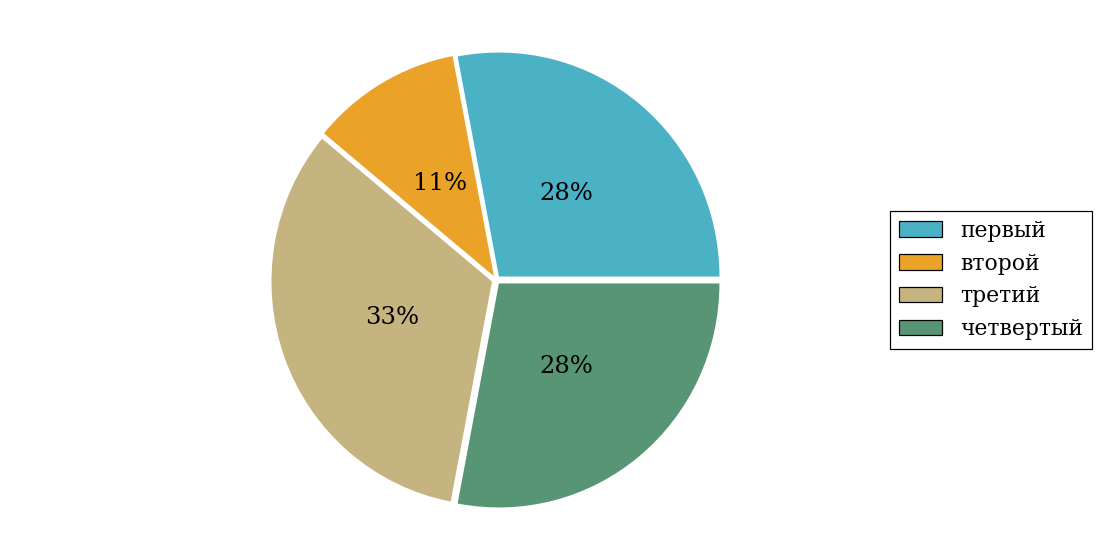 11%
28%
33%
28%
первый
второй
третий
четвертый